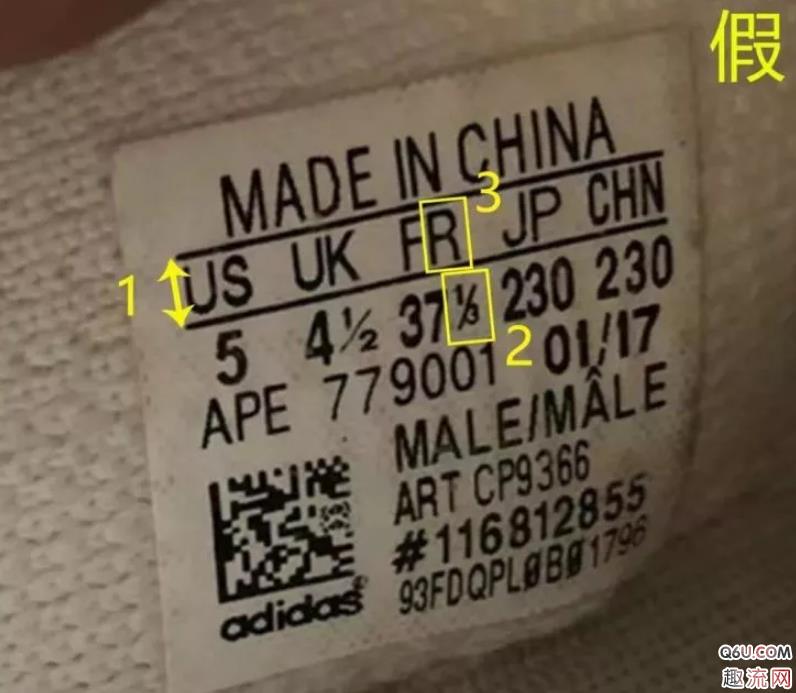 假
MADE IN CHINA
3
US UK FR JP CHN
1
5 4½ 37⅓ 230 230
2
APE 779001 01/17
MALE/MÂLE
ART CP9366
#116812855
93FDQPLØBØ1796
adidas®
Q6U.COM
趣流网